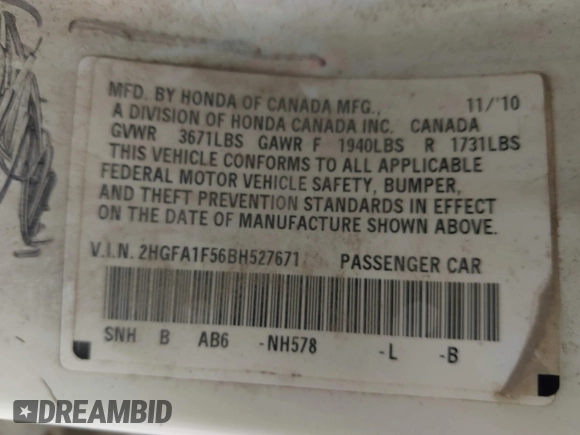 MFD. BY HONDA OF CANADA MFG., 11/'10
A DIVISION OF HONDA CANADA INC. CANADA
GVWR 3671LBS GAWR F 1940LBS R 1731LBS
THIS VEHICLE CONFORMS TO ALL APPLICABLE
FEDERAL MOTOR VEHICLE SAFETY, BUMPER,
AND THEFT PREVENTION STANDARDS IN EFFECT
ON THE DATE OF MANUFACTURE SHOWN ABOVE.
V.I.N. 2HGFA1F56BH527671 PASSENGER CAR
SNH B AB6 -NH578 -L -B
DREAMBID